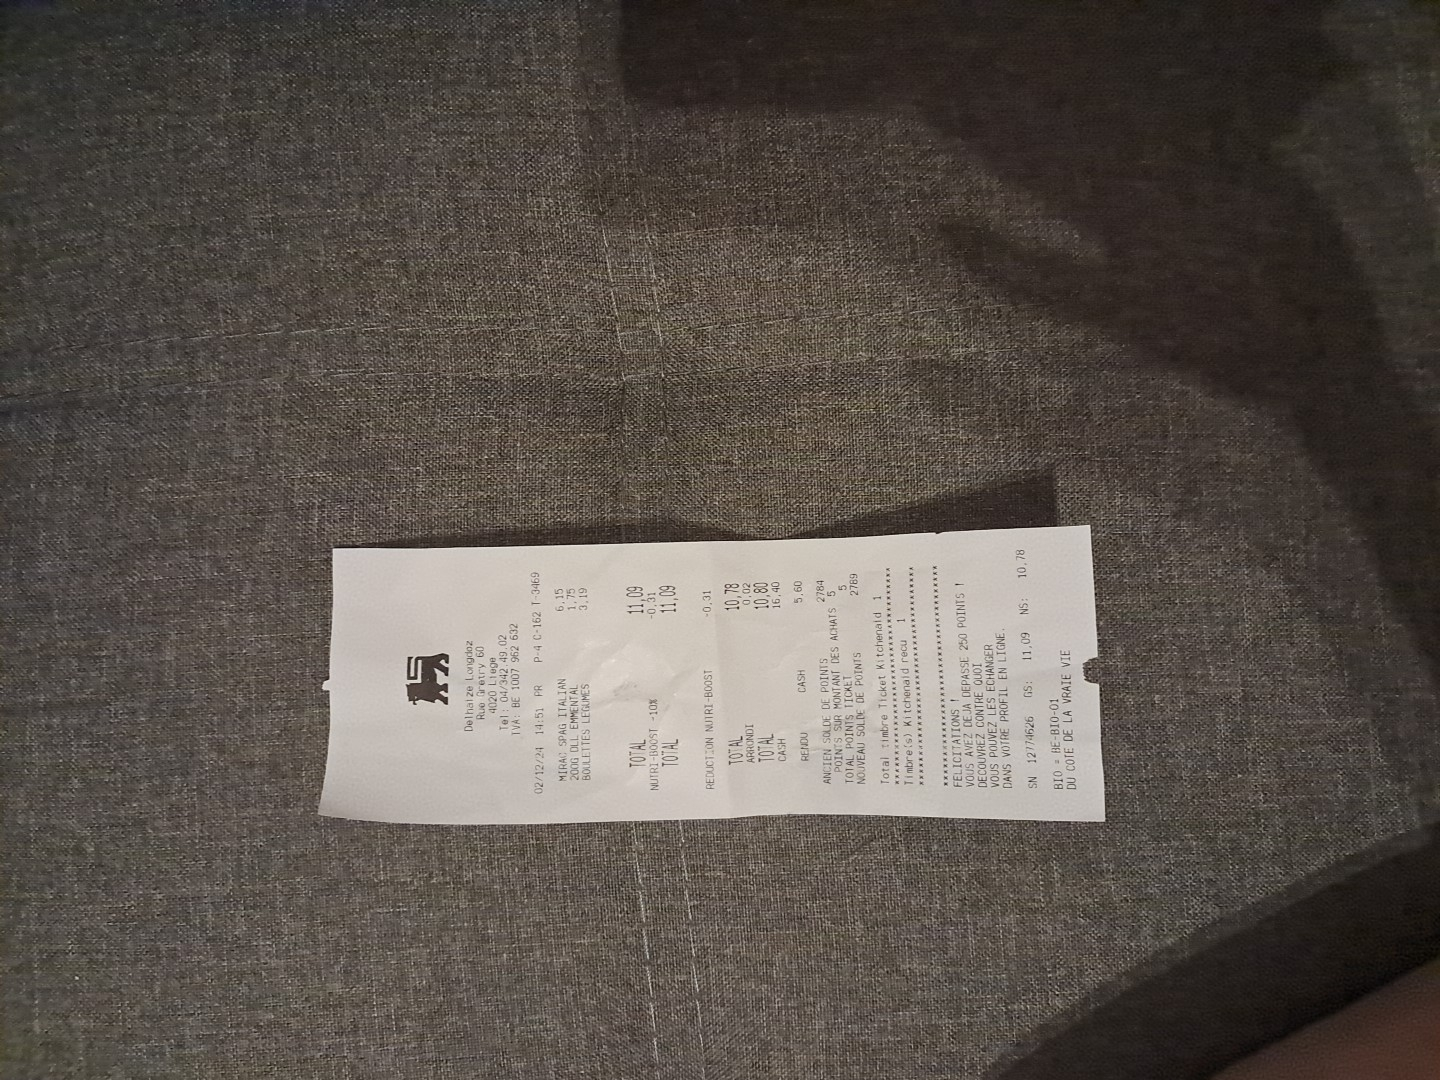 Delhaize Longdoz
Rue Gretry 60
4020 Liege
Tel: 04/342.49.02
TVA: BE 1007 962 632
02/12/24 14:51 PR P-4 C-162 T-3469
MIRAC SPAG ITALIAN 6,15
200G DLL EMMENTAL 1,75
BOULETTES LEGUMES 3,19
TOTAL 11,09
NUTRI-BOOST -10% -0,31
TOTAL 11,09
REDUCTION NUTRI-BOOST -0,31
TOTAL 10,78
ARRONDI 0,02
TOTAL 10,80
CASH 16,40
RENDU CASH 5,60
ANCIEN SOLDE DE POINTS 2784
POINTS SUR MONTANT DES ACHATS 5
TOTAL POINTS TICKET 5
NOUVEAU SOLDE DE POINTS 2789
Total timbre Ticket Kitchenaid 1
Timbre(s) Kitchenaid recu 1
FELICITATIONS !
VOUS AVEZ DEJA DEPASSE 250 POINTS !
DECOUVREZ CONTRE QUOI
VOUS POUVEZ LES ECHANGER
DANS VOTRE PROFIL EN LIGNE.
SN 12774626 GS: 11,09 NS: 10,78
BIO = BE-BIO-01
DU COTE DE LA VRAIE VIE